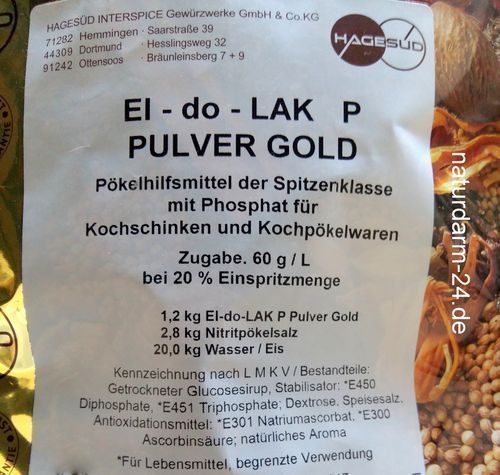 HAGESÜD INTERSPICE Gewürzwerke GmbH & Co.KG
71282 Hemmingen · Saarstraße 39
44309 Dortmund · Hesslingsweg 32
91242 Ottensoos · Bräunleinsberg 7 + 9
HAGESÜD
El - do - LAK P
PULVER GOLD
Pökelhilfsmittel der Spitzenklasse
mit Phosphat für
Kochschinken und Kochpökelwaren
Zugabe. 60 g / L
bei 20 % Einspritzmenge
1,2 kg El-do-LAK P Pulver Gold
2,8 kg Nitritpökelsalz
20,0 kg Wasser / Eis
Kennzeichnung nach L M K V / Bestandteile:
Getrockneter Glucosesirup, Stabilisator: *E450
Diphosphate, *E451 Triphosphate; Dextrose, Speisesalz,
Antioxidationsmittel: *E301 Natriumascorbat, *E300
Ascorbinsäure; natürliches Aroma
*Für Lebensmittel, begrenzte Verwendung
naturdarm-24.de